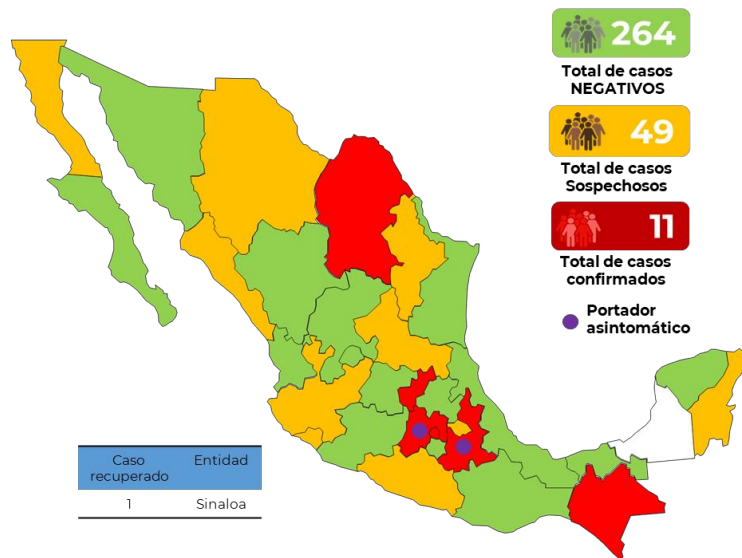 264
Total de casos
NEGATIVOS
49
Total de casos
Sospechosos
11
Total de casos
confirmados
Portador
asintomático
Caso recuperado Entidad
1 Sinaloa